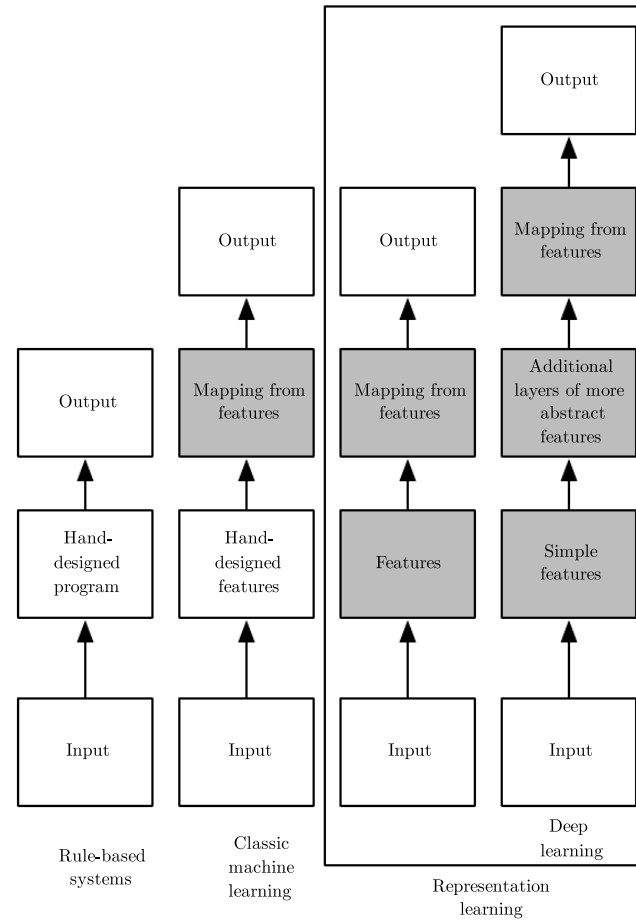 Output
Hand-
designed
program
Input
Rule-based
systems
Output
Mapping from
features
Hand-
designed
features
Input
Classic
machine
learning
Output
Mapping from
features
Features
Input
Output
Mapping from
features
Additional
layers of more
abstract
features
Simple
features
Input
Deep
learning
Representation
learning